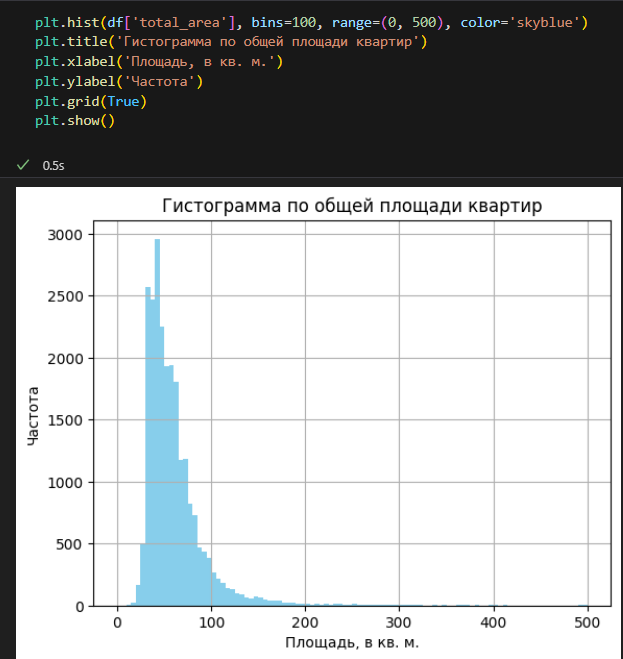 plt.hist(df['total_area'], bins=100, range=(0, 500), color='skyblue')
plt.title('Гистограмма по общей площади квартир')
plt.xlabel('Площадь, в кв. м.')
plt.ylabel('Частота')
plt.grid(True)
plt.show()
0.5s
Гистограмма по общей площади квартир
3000
2500
2000
1500
1000
500
0
Частота
0 100 200 300 400 500
Площадь, в кв. м.